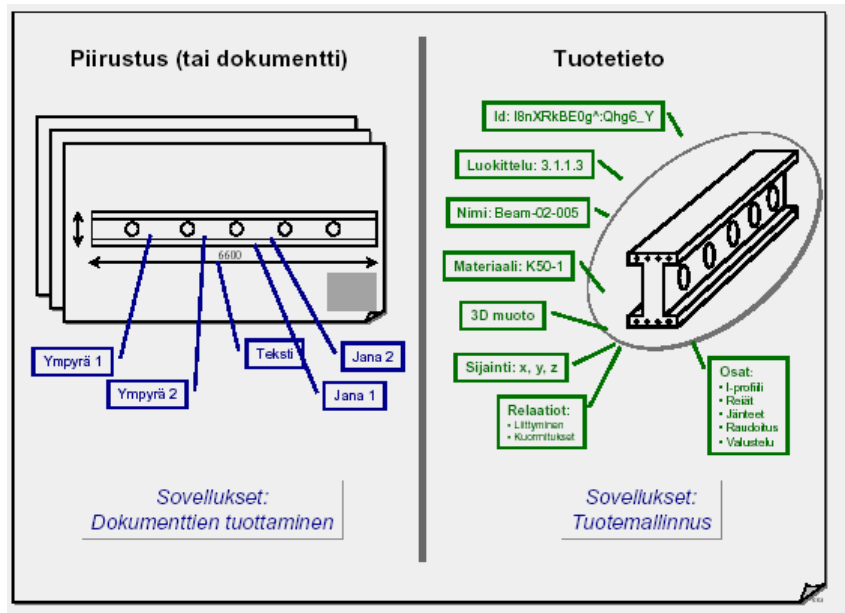 Piirustus (tai dokumentti)
6600
Ympyrä 1
Ympyrä 2
Teksti
Jana 2
Jana 1
Sovellukset:
Dokumenttien tuottaminen
Tuotetieto
Id: I8nXRkBE0g^:Qhg6_Y
Luokittelu: 3.1.1.3
Nimi: Beam-02-005
Materiaali: K50-1
3D muoto
Sijainti: x, y, z
Relaatiot:
• Liittyminen
• Kuormitukset
Osat:
• I-profiili
• Reiät
• Jänteet
• Raudoitus
• Valustelu
Sovellukset:
Tuotemallinnus